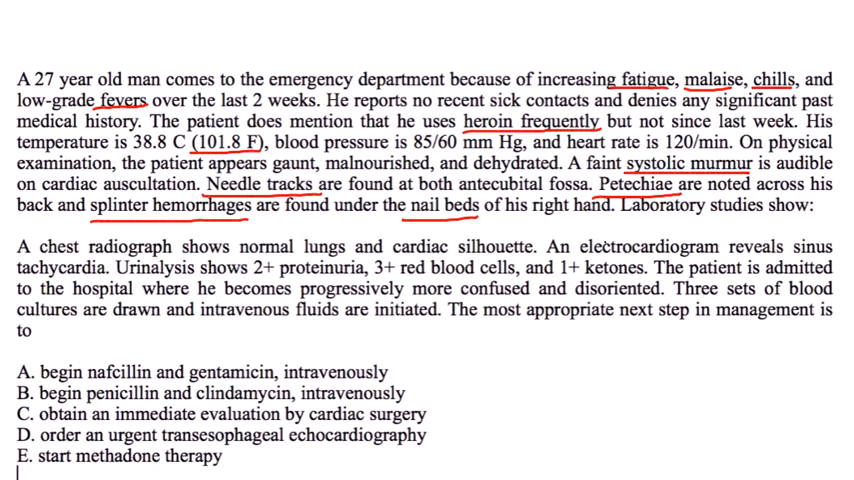 A 27 year old man comes to the emergency department because of increasing fatigue, malaise, chills, and
low-grade fevers over the last 2 weeks. He reports no recent sick contacts and denies any significant past
medical history. The patient does mention that he uses heroin frequently but not since last week. His
temperature is 38.8 C (101.8 F), blood pressure is 85/60 mm Hg, and heart rate is 120/min. On physical
examination, the patient appears gaunt, malnourished, and dehydrated. A faint systolic murmur is audible
on cardiac auscultation. Needle tracks are found at both antecubital fossa. Petechiae are noted across his
back and splinter hemorrhages are found under the nail beds of his right hand. Laboratory studies show:
A chest radiograph shows normal lungs and cardiac silhouette. An electrocardiogram reveals sinus
tachycardia. Urinalysis shows 2+ proteinuria, 3+ red blood cells, and 1+ ketones. The patient is admitted
to the hospital where he becomes progressively more confused and disoriented. Three sets of blood
cultures are drawn and intravenous fluids are initiated. The most appropriate next step in management is
to
A. begin nafcillin and gentamicin, intravenously
B. begin penicillin and clindamycin, intravenously
C. obtain an immediate evaluation by cardiac surgery
D. order an urgent transesophageal echocardiography
E. start methadone therapy